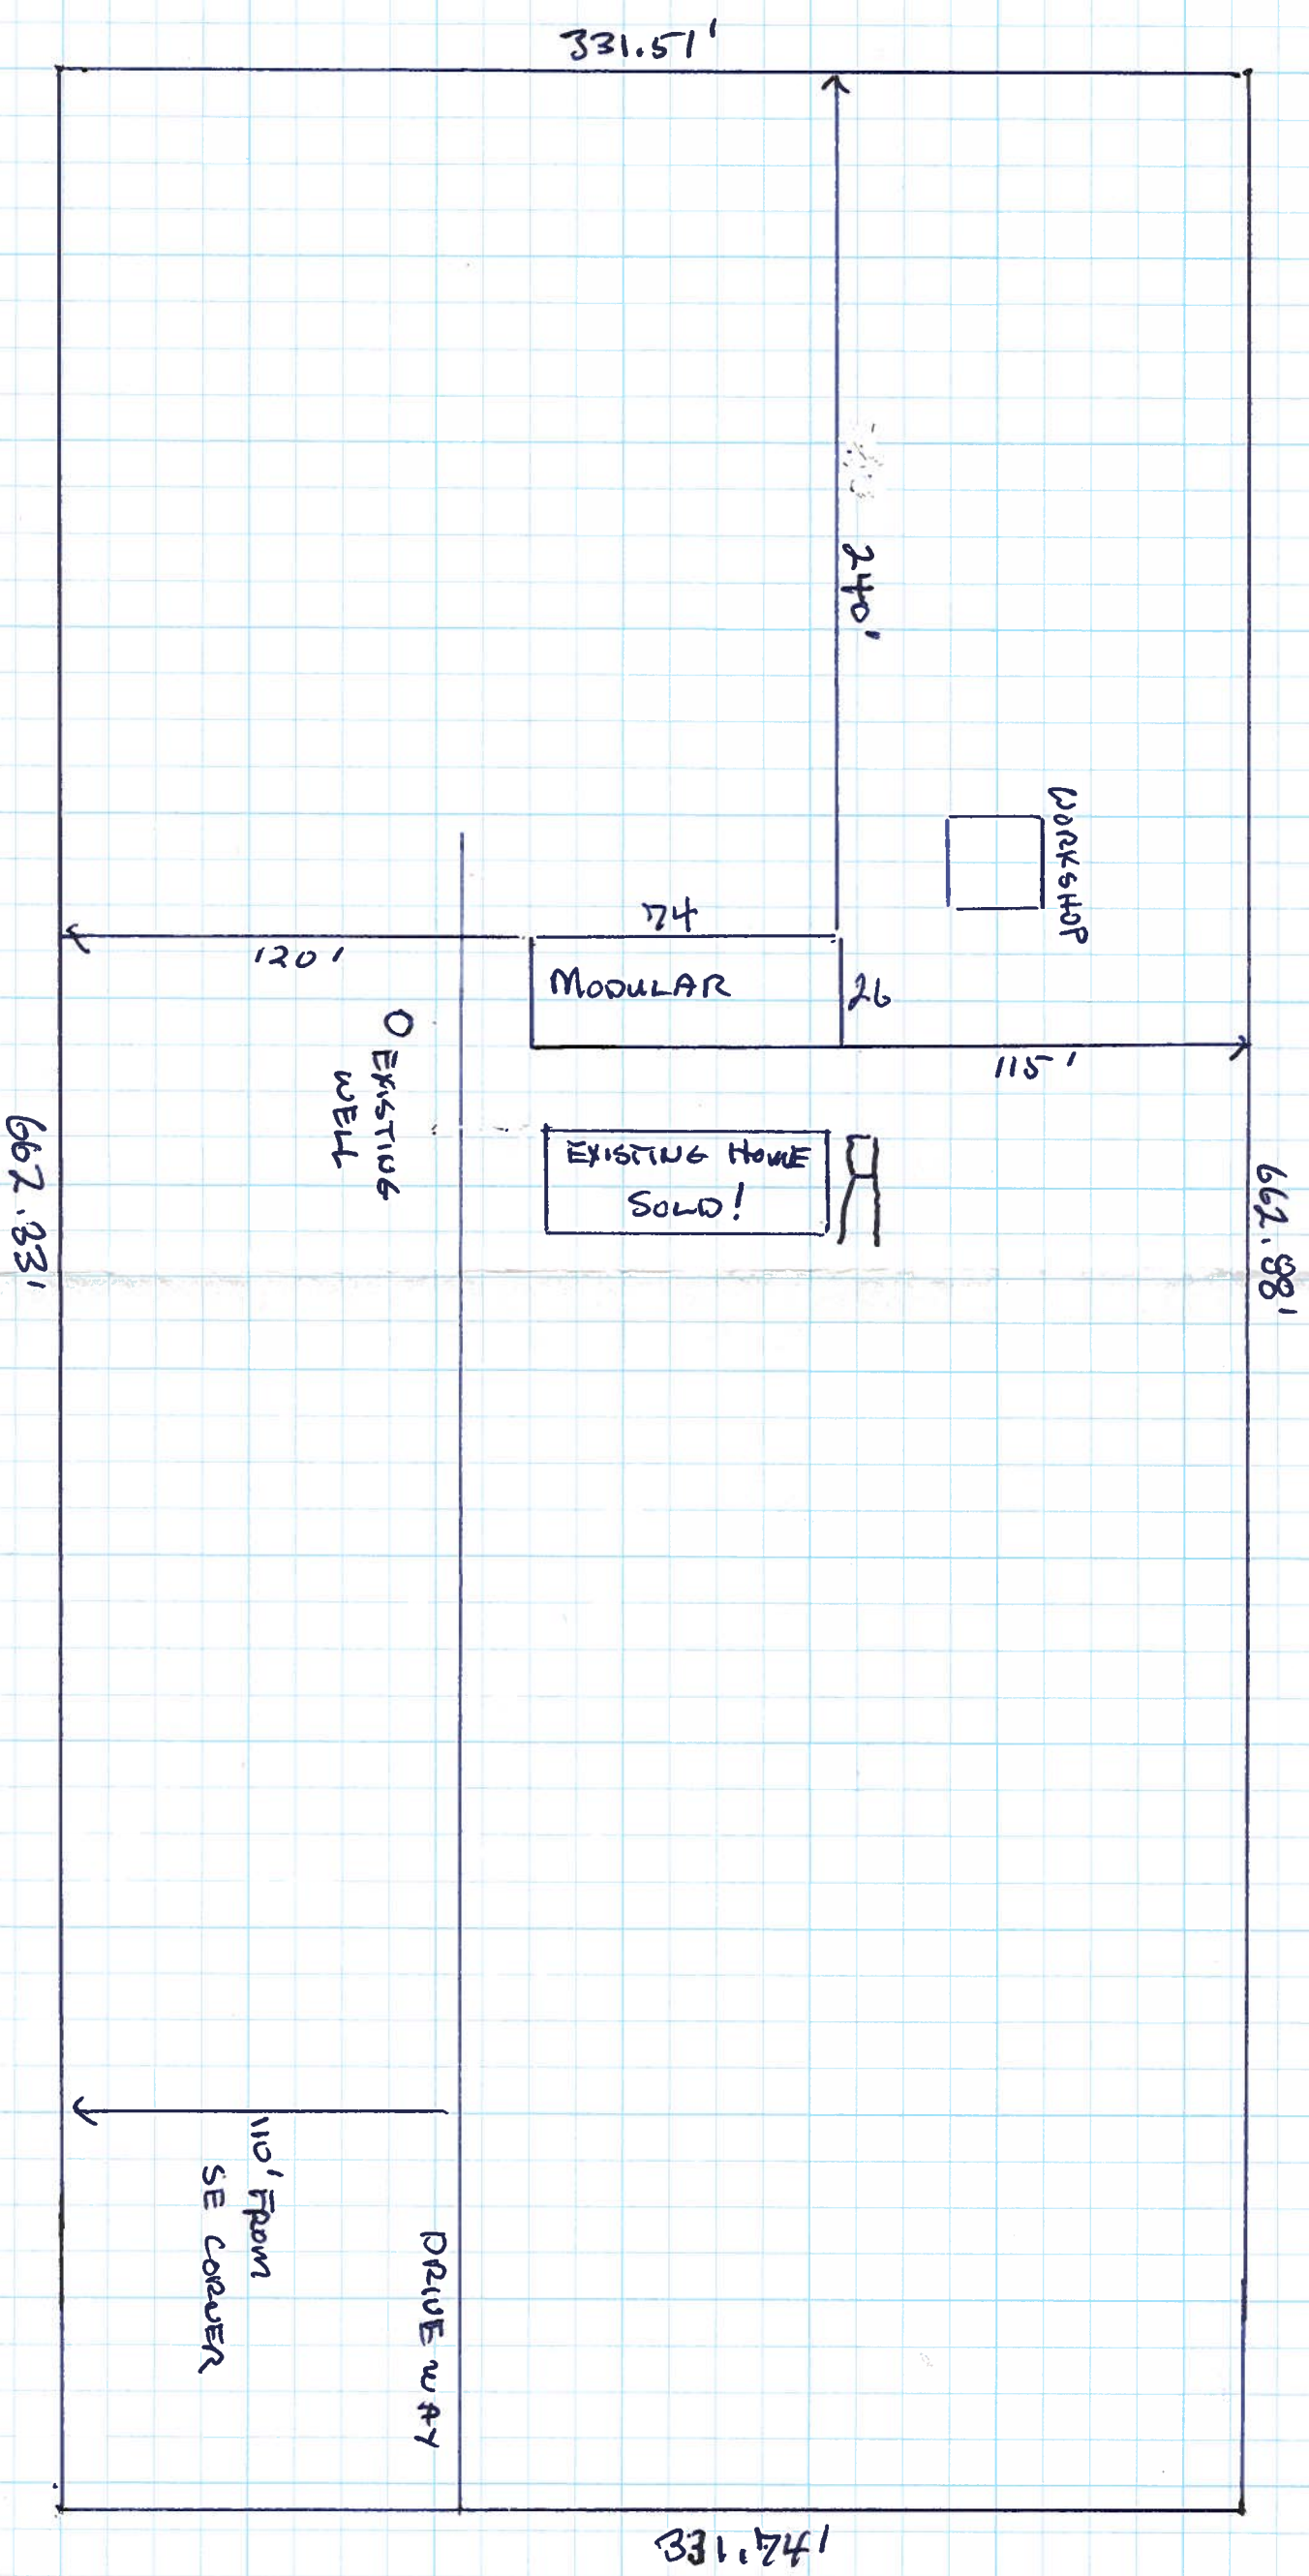 331.51'
240'
WORKSHOP
74
120'
MODULAR
26
115'
EXISTING
WELL
EXISTING HOME
SOLD!
662.33'
662.88'
110' FROM
SE CORNER
DRIVE WAY
331.74'